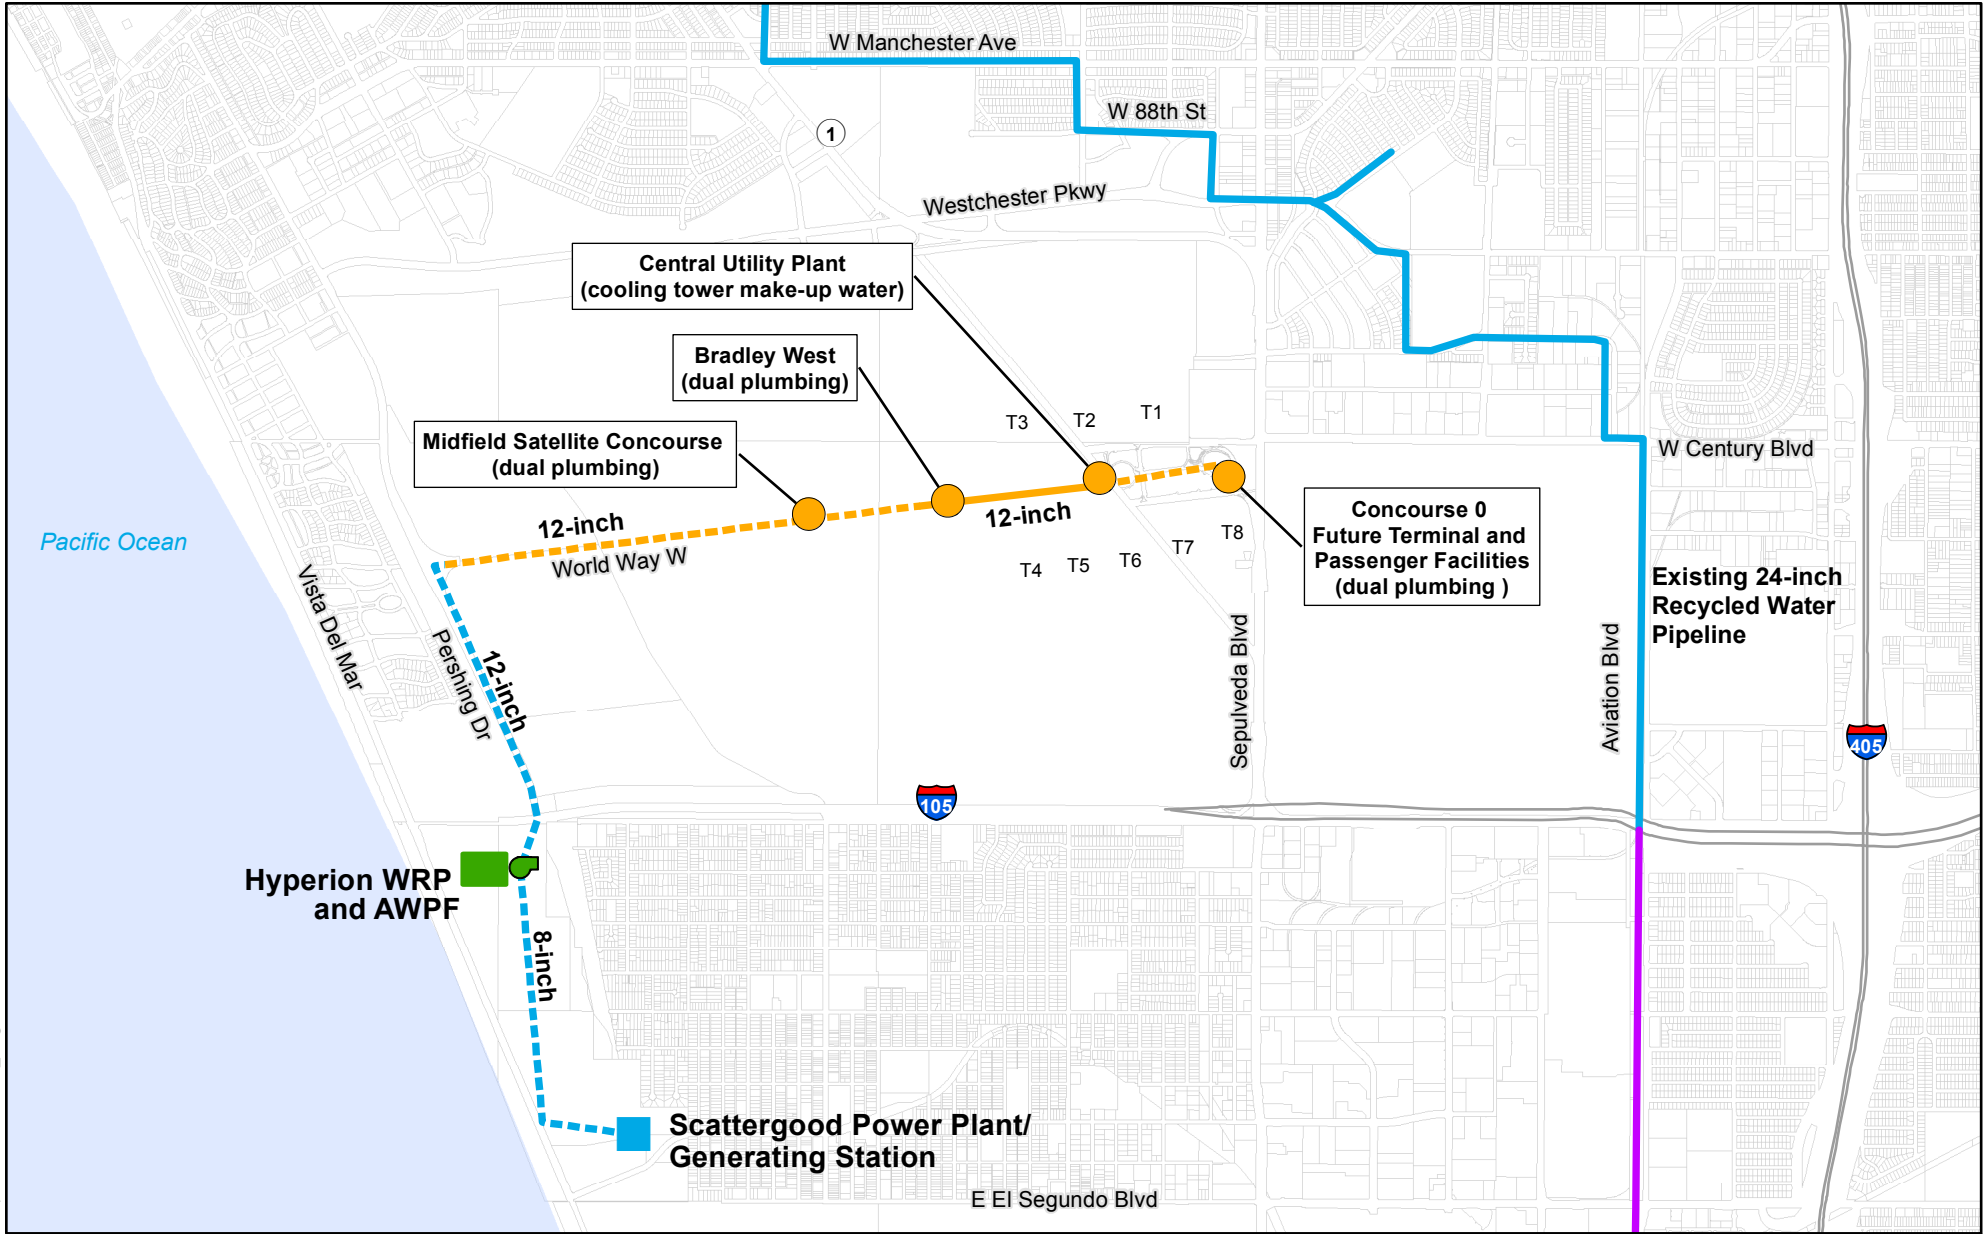 W Manchester Ave
W 88th St
1
Westchester Pkwy
Central Utility Plant
(cooling tower make-up water)
Bradley West
(dual plumbing)
Midfield Satellite Concourse
(dual plumbing)
T3
T2
T1
W Century Blvd
12-inch
12-inch
World Way W
Concourse 0
Future Terminal and
Passenger Facilities
(dual plumbing )
Pacific Ocean
T4
T5
T6
T7
T8
Existing 24-inch
Recycled Water
Pipeline
Vista Del Mar
Pershing Dr
12-inch
Sepulveda Blvd
Aviation Blvd
405
105
Hyperion WRP
and AWPF
8-inch
Scattergood Power Plant/
Generating Station
E El Segundo Blvd